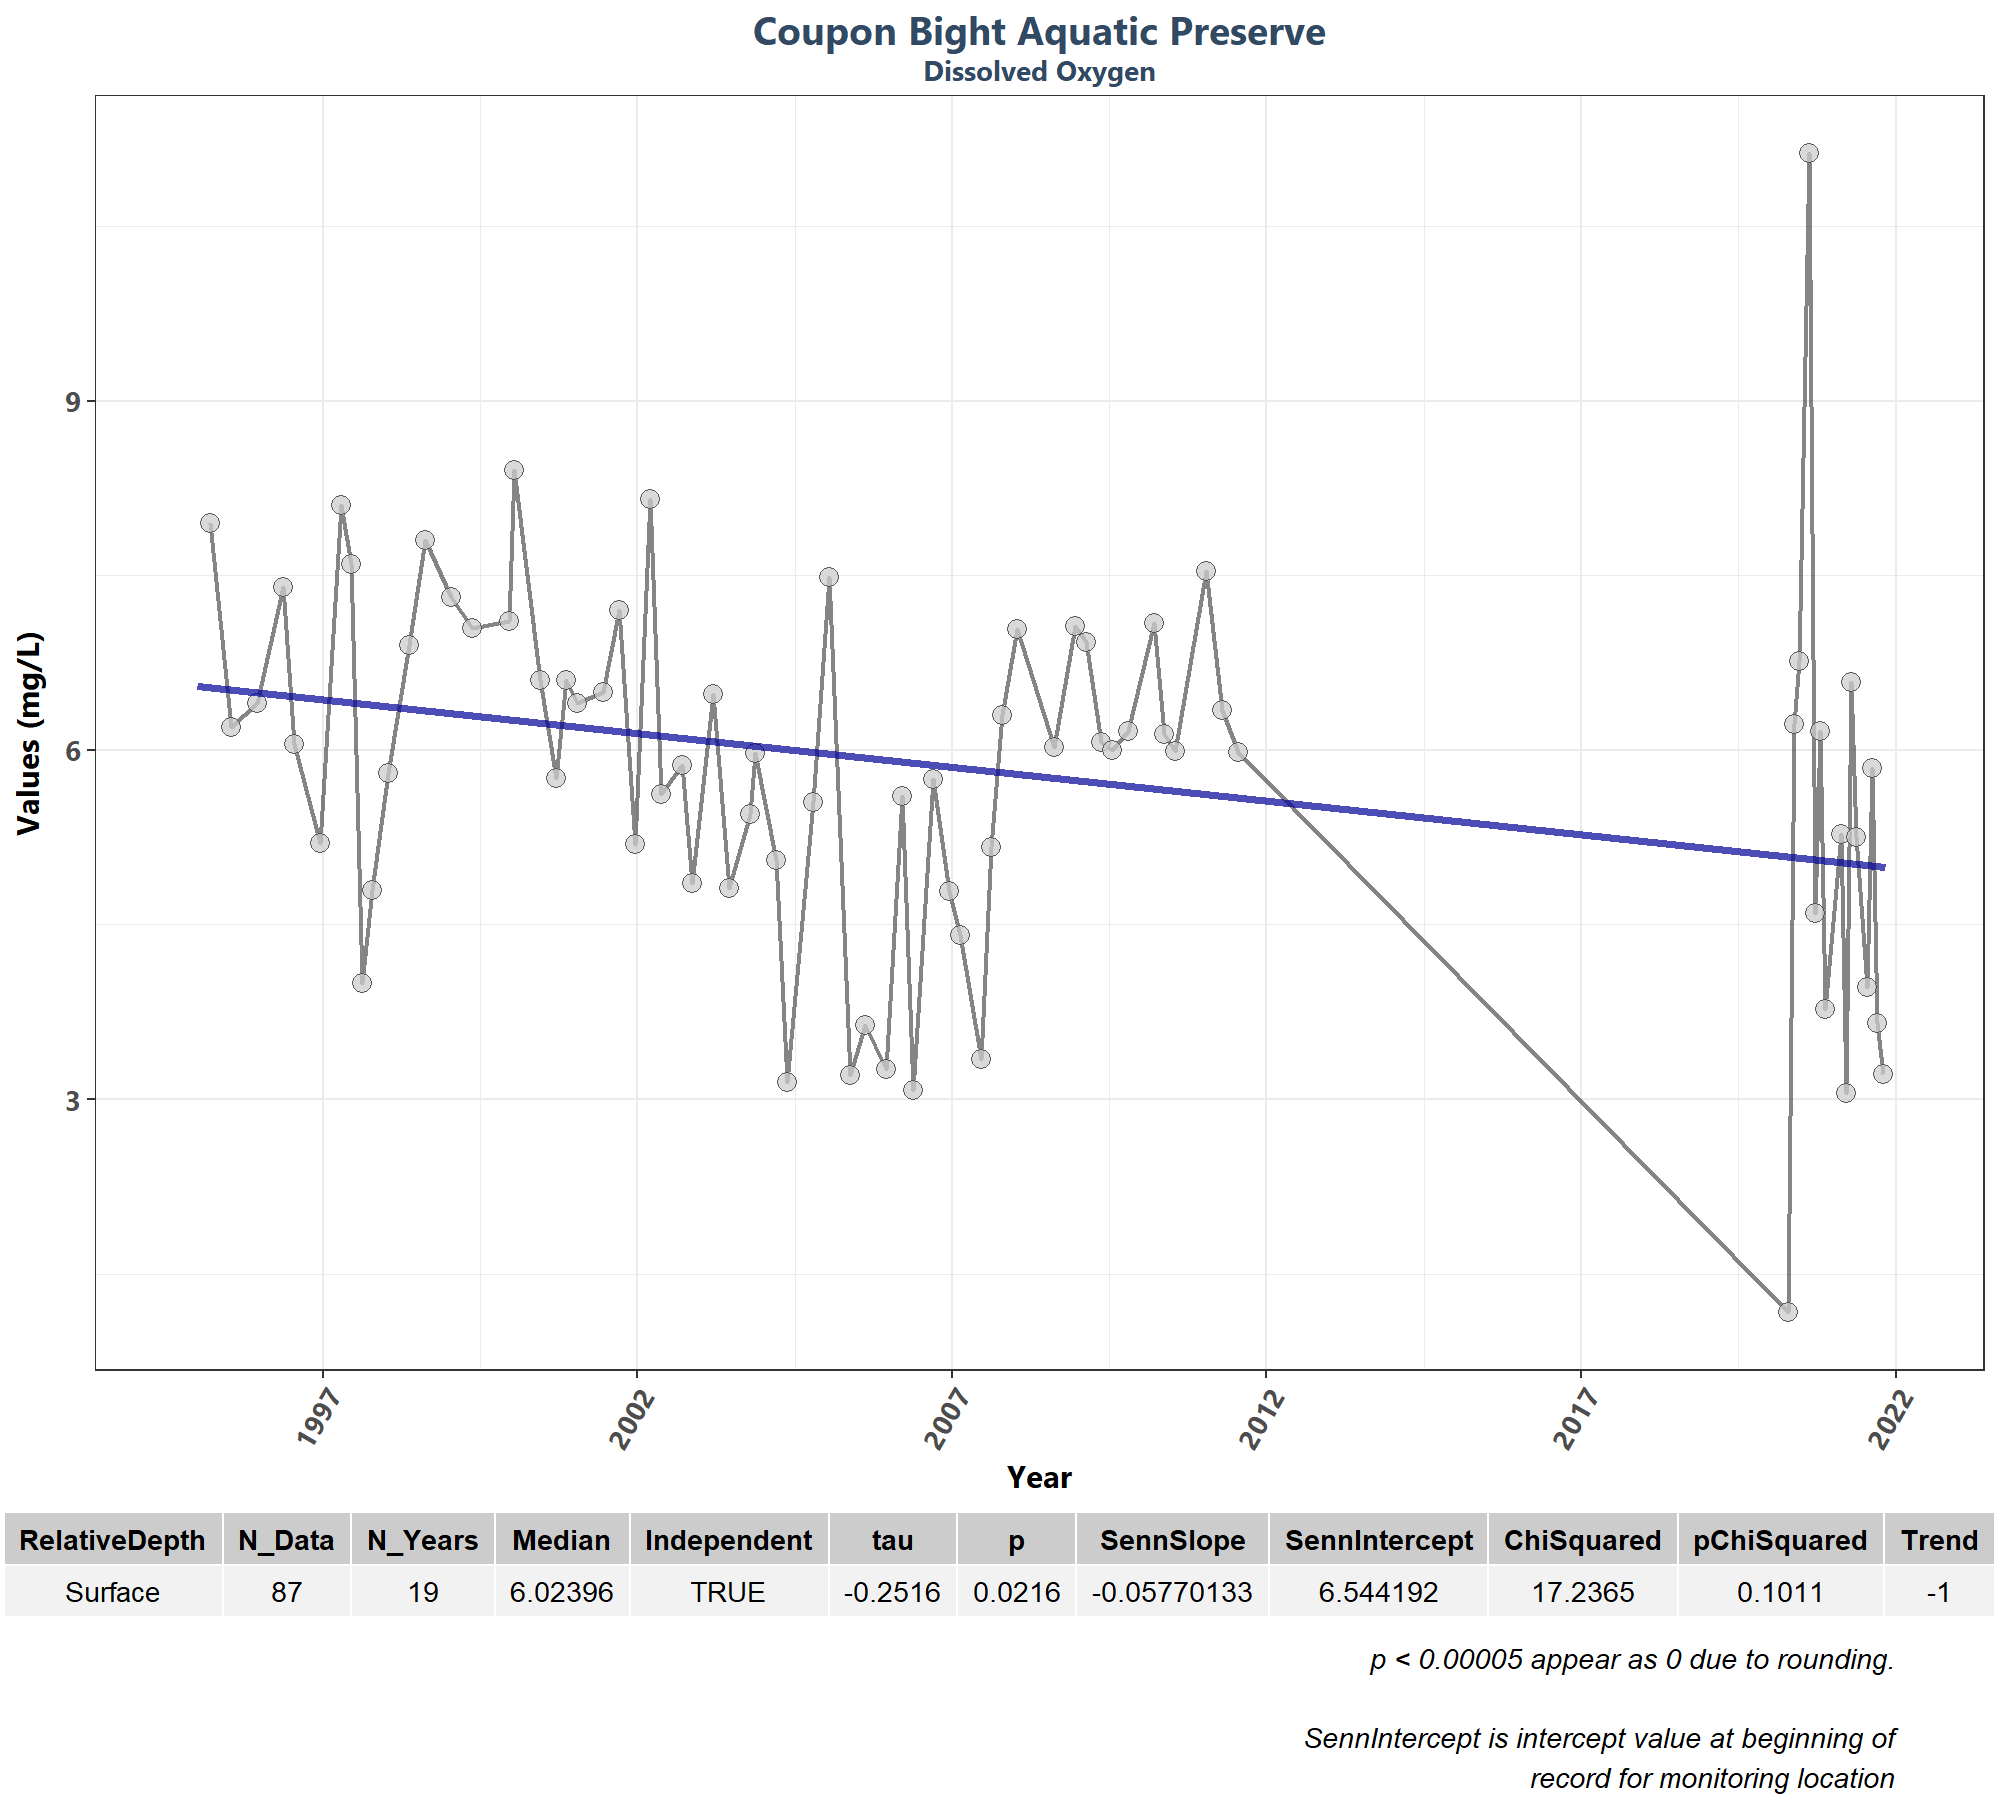 Coupon Bight Aquatic Preserve
Dissolved Oxygen
Values (mg/L)
9
6
3
1997 2002 2007 2012 2017 2022
Year
RelativeDepth N_Data N_Years Median Independent tau p SennSlope SennIntercept ChiSquared pChiSquared Trend
Surface 87 19 6.02396 TRUE -0.2516 0.0216 -0.05770133 6.544192 17.2365 0.1011 -1
p < 0.00005 appear as 0 due to rounding.
SennIntercept is intercept value at beginning of
record for monitoring location